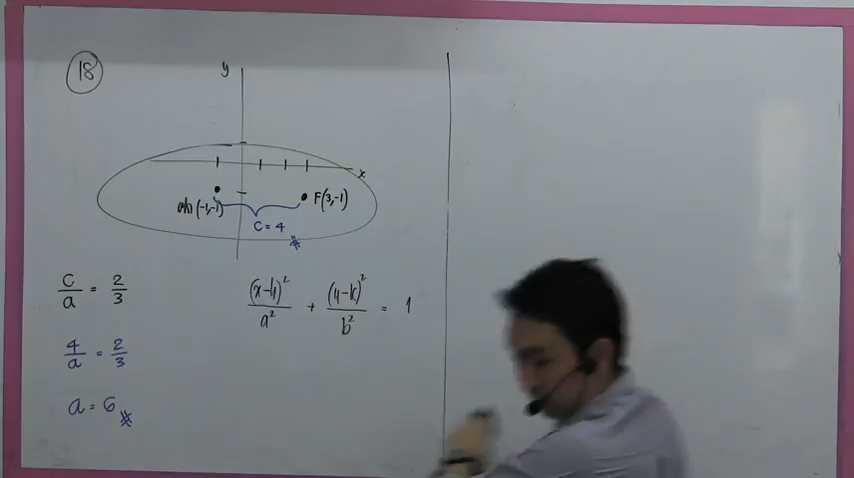 18
y
x
(-1,-1)
F(3,-1)
C = 4
c/a = 2/3
(x-h)²/a² + (y-k)²/b² = 1
4/a = 2/3
a = 6